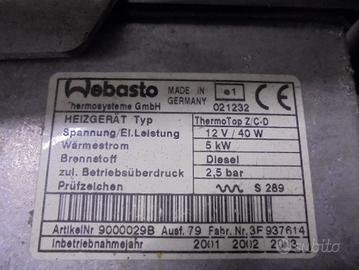 Webasto
Thermosysteme GmbH
MADE IN
GERMANY
e1
021232
HEIZGERÄT Typ ThermoTop Z/C-D
Spannung/El.Leistung 12 V / 40 W
Wärmestrom 5 kW
Brennstoff Diesel
zul. Betriebsüberdruck 2,5 bar
Prüfzeichen S 289
ArtikelNr 9000029B Ausf. 79 Fabr. Nr. 3F 937614
Inbetriebnahmejahr 2001 2002 2003
subito